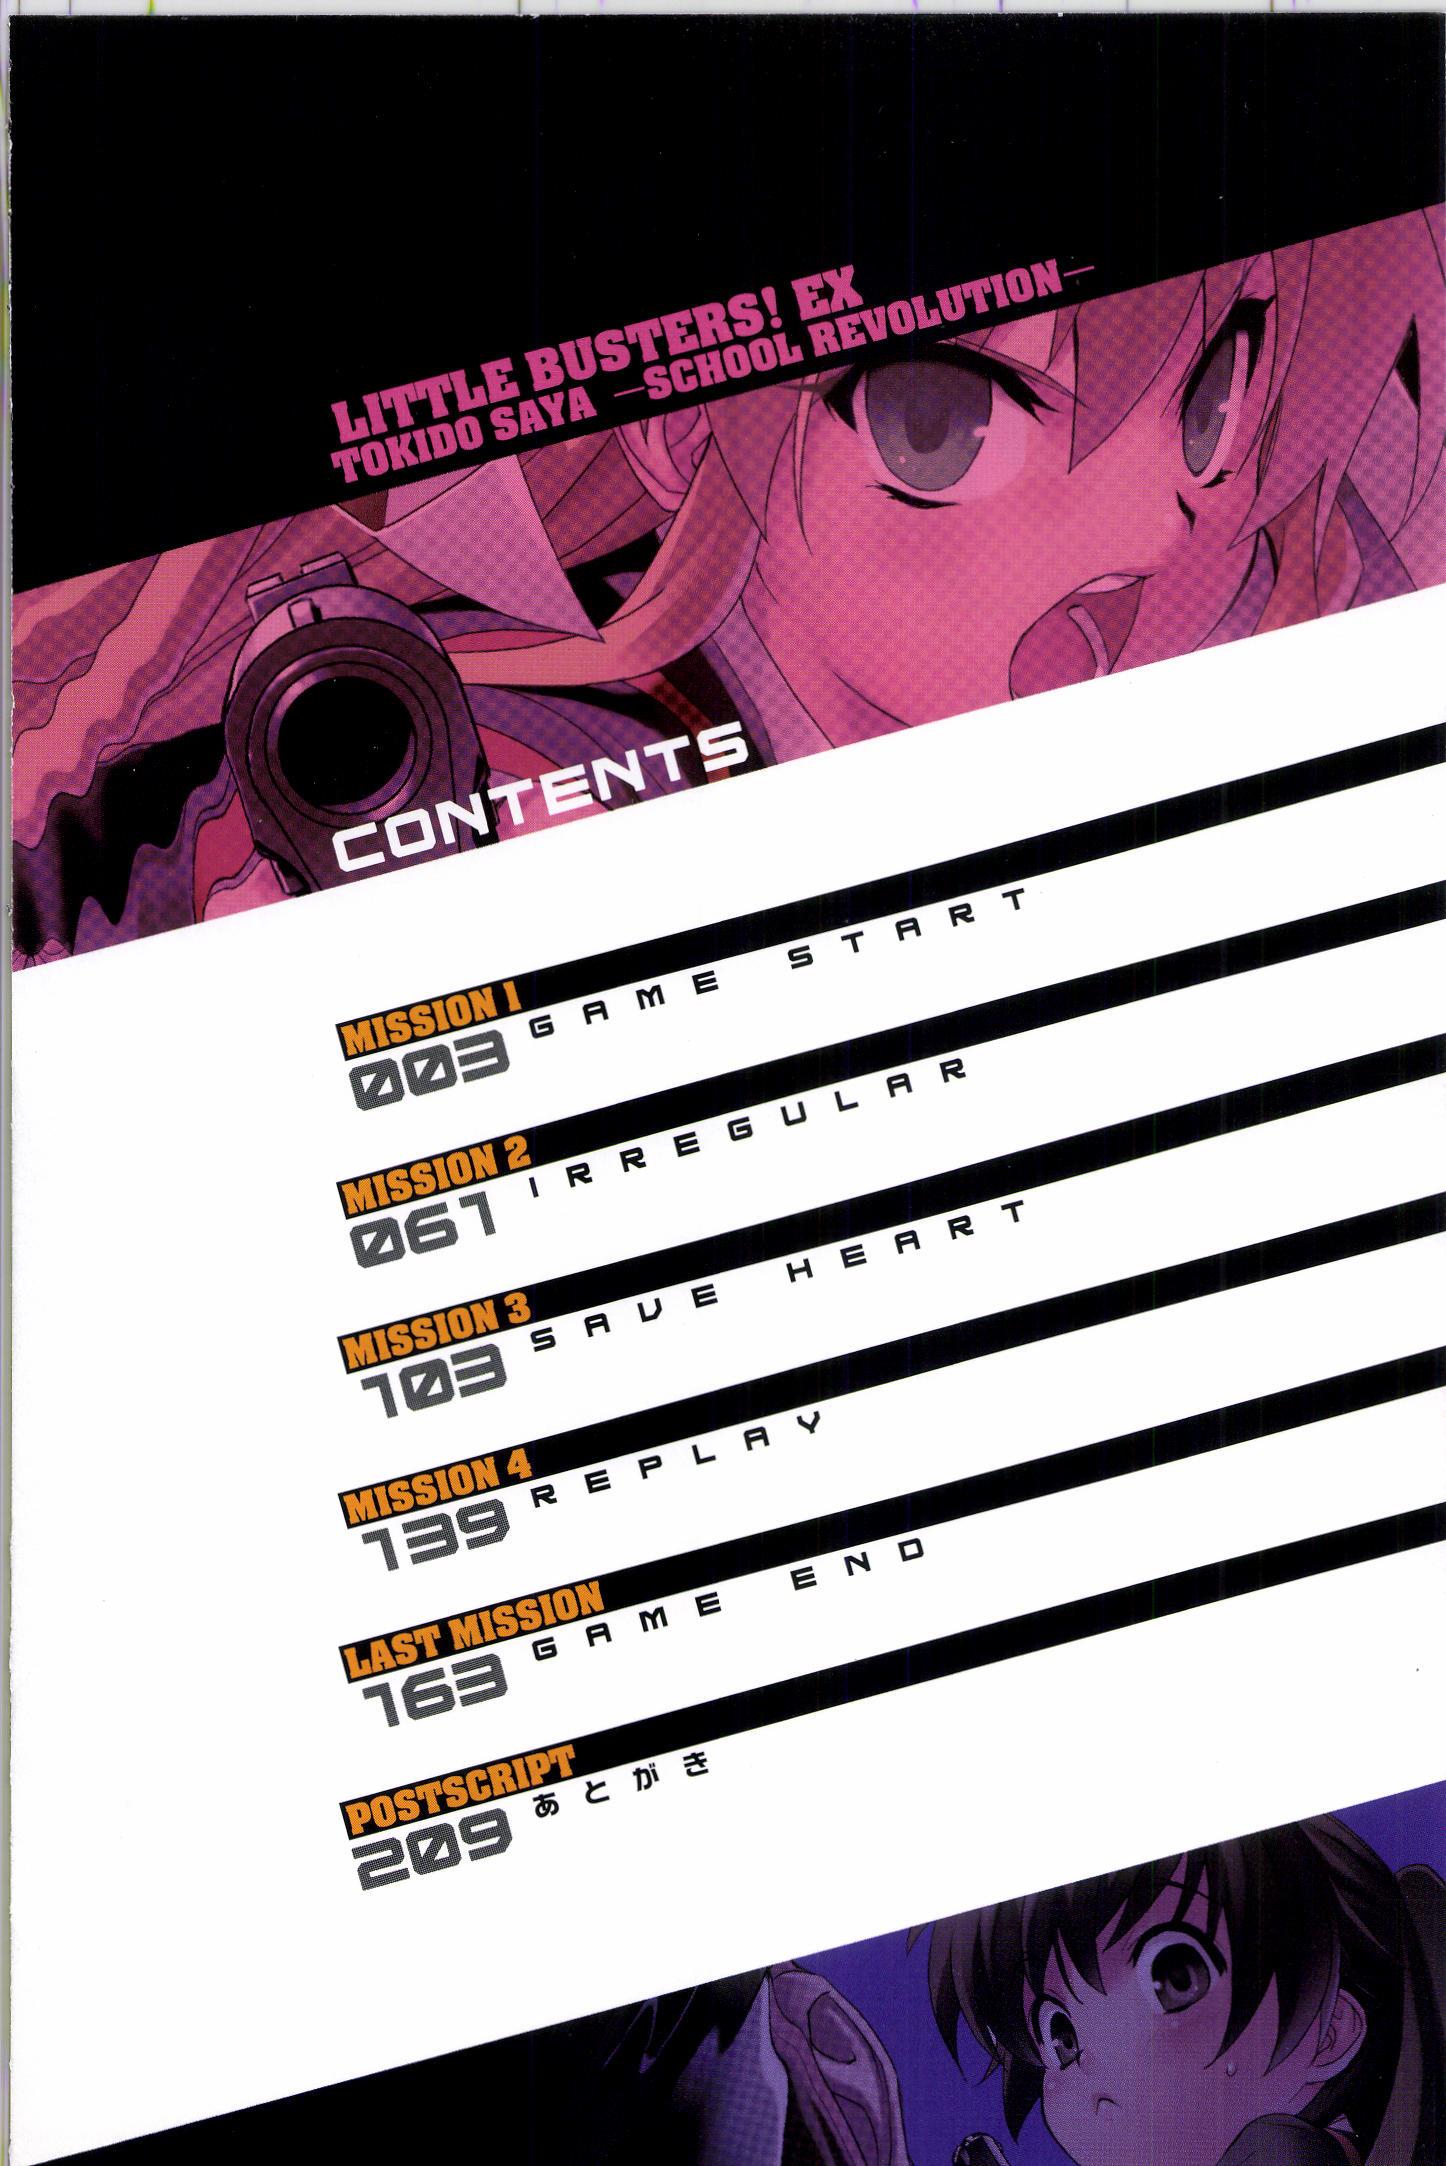 LITTLE BUSTERS! EX
TOKIDO SAYA —SCHOOL REVOLUTION—
CONTENTS
MISSION 1
003 GAME START
MISSION 2
061 IRREGULAR
MISSION 3
103 SAVE HEART
MISSION 4
139 REPLAY
LAST MISSION
163 GAME END
POSTSCRIPT
209 あとがき